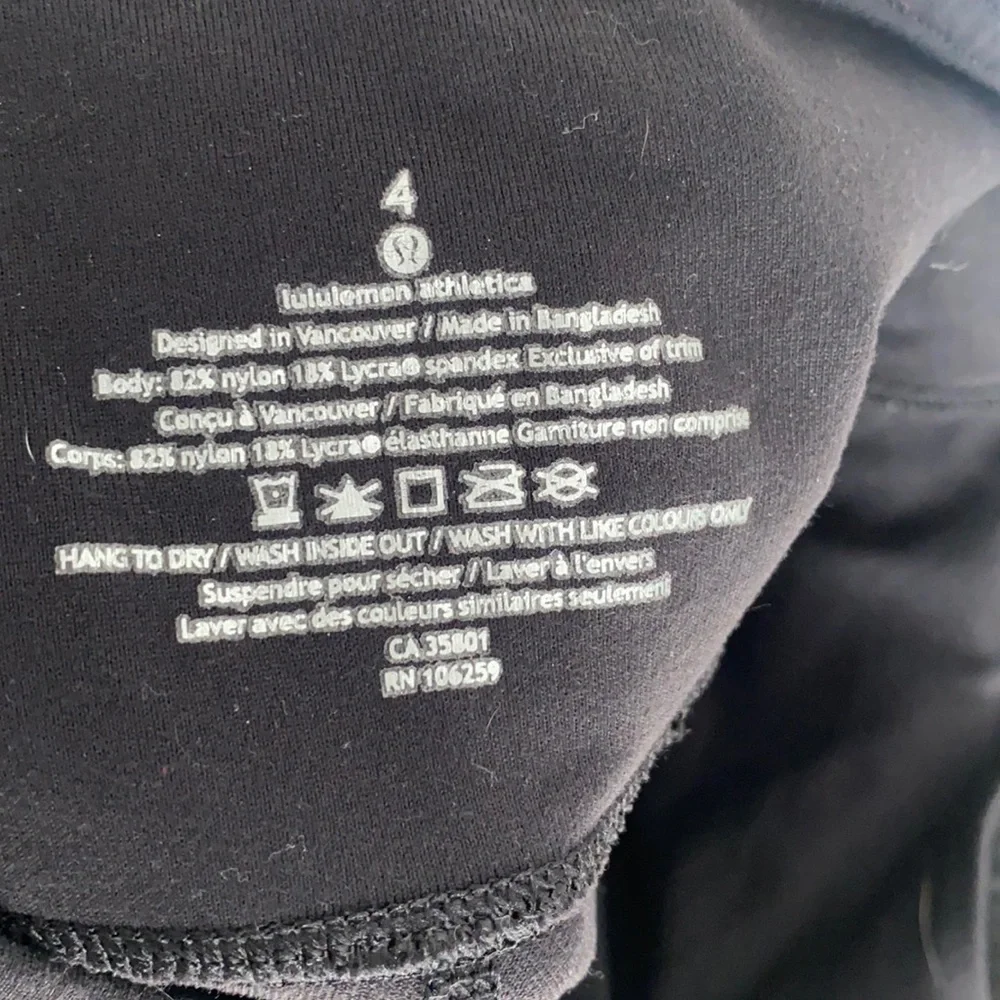 4
lululemon athletica
Designed in Vancouver / Made in Bangladesh
Body: 82% nylon 18% Lycra® spandex Exclusive of trim
Conçu à Vancouver / Fabriqué en Bangladesh
Corps: 82% nylon 18% Lycra® élasthanne Garniture non compris
HANG TO DRY / WASH INSIDE OUT / WASH WITH LIKE COLOURS ONLY
Suspendre pour sécher / Laver à l'envers
Laver avec des couleurs similaires seulement
CA 35801
RN 106259